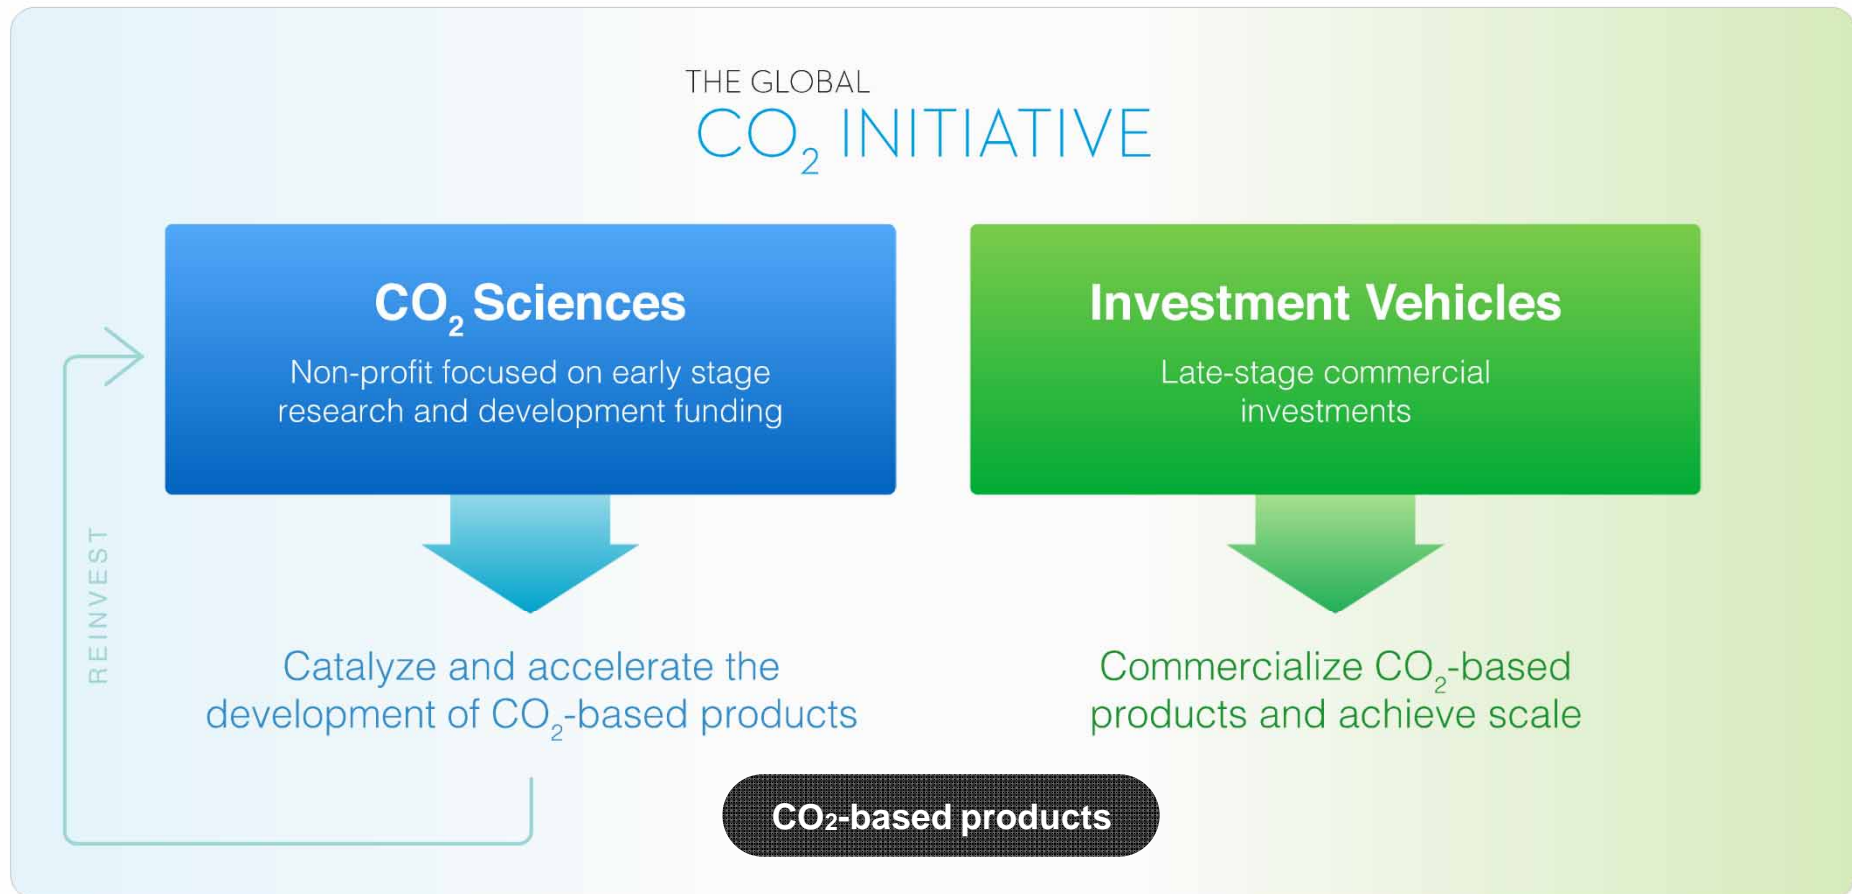 THE GLOBAL
CO₂ INITIATIVE
CO₂ Sciences
Non-profit focused on early stage
research and development funding
Investment Vehicles
Late-stage commercial
investments
REINVEST
Catalyze and accelerate the
development of CO₂-based products
Commercialize CO₂-based
products and achieve scale
CO₂-based products